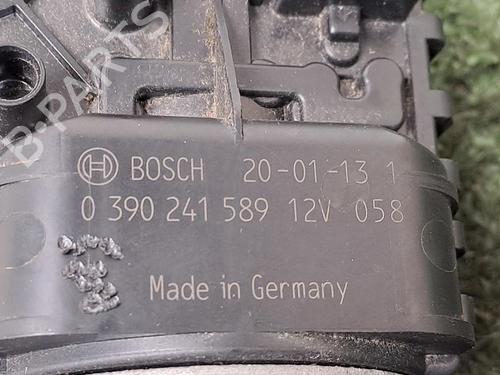 B-PARTS
BOSCH 20-01-13 1
0 390 241 589 12V 058
Made in Germany